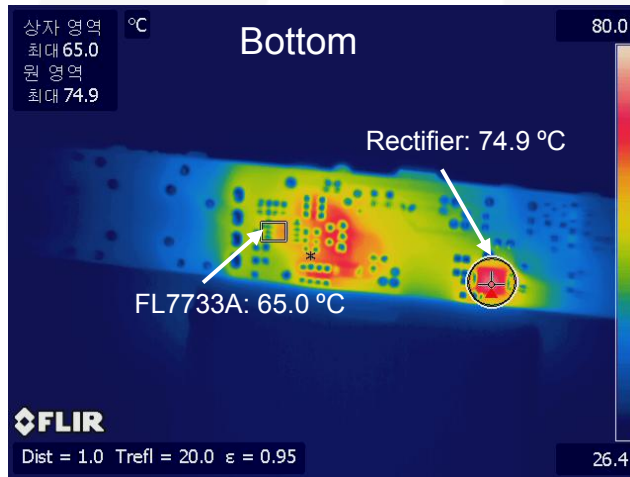 상자 영역 °C
최대 65.0
원 영역
최대 74.9
Bottom
80.0
Rectifier: 74.9 ºC
FL7733A: 65.0 ºC
FLIR
Dist = 1.0 Trefl = 20.0 ε = 0.95
26.4